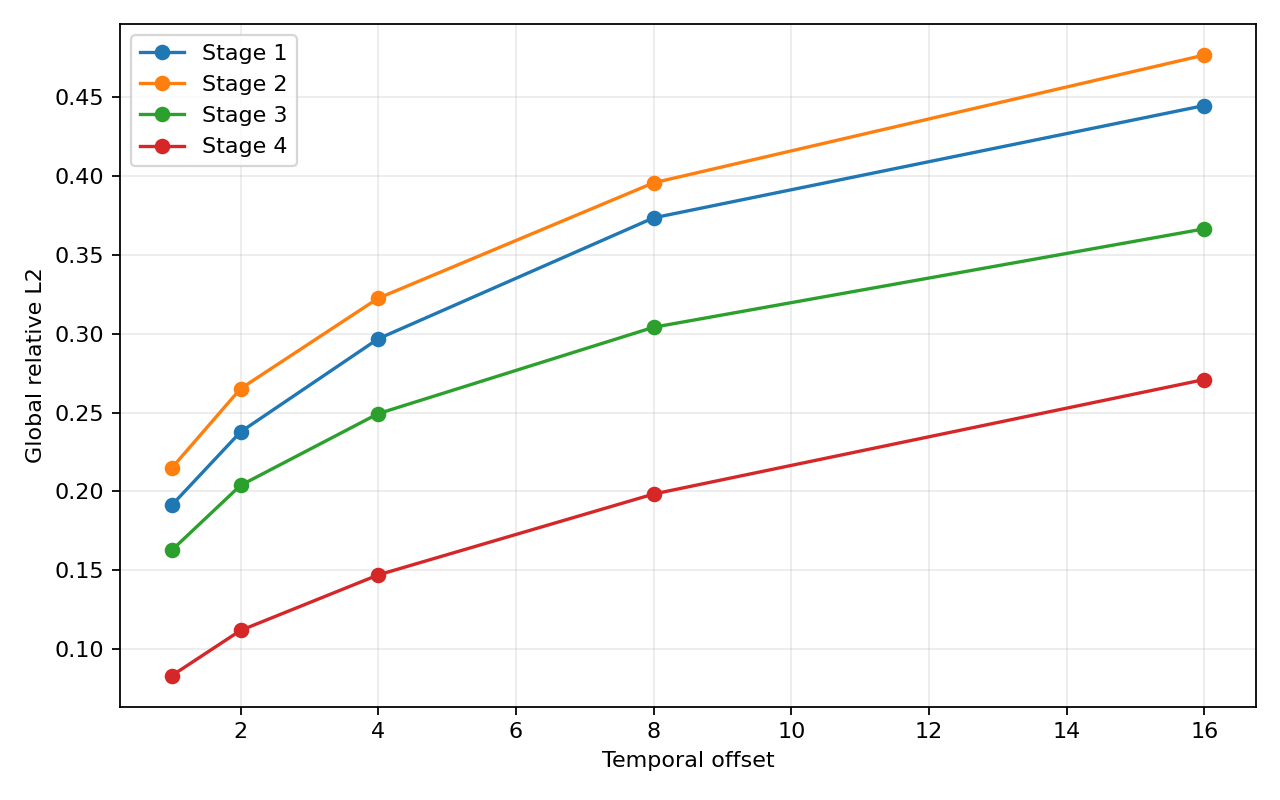 Stage 1
Stage 2
Stage 3
Stage 4
Global relative L2
0.45
0.40
0.35
0.30
0.25
0.20
0.15
0.10
2 4 6 8 10 12 14 16
Temporal offset